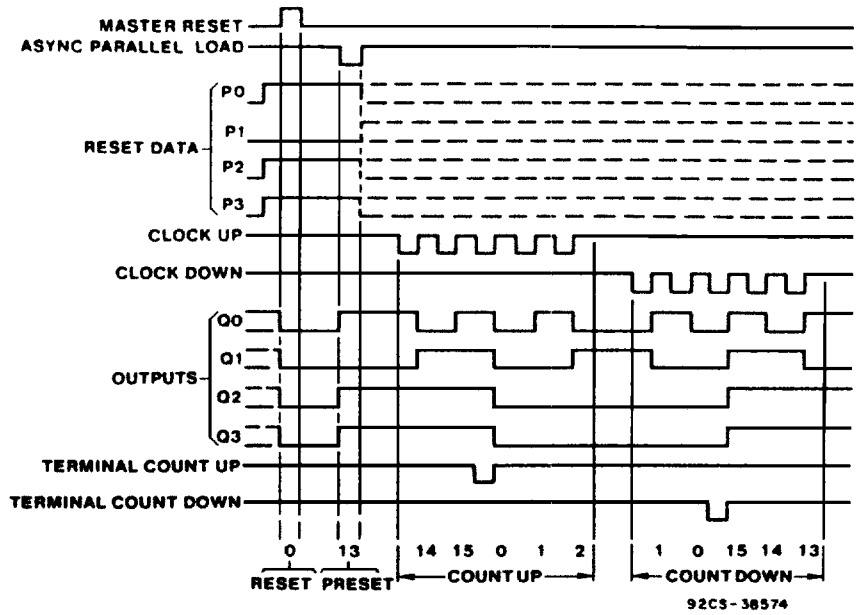 MASTER RESET
ASYNC PARALLEL LOAD
P0
P1
RESET DATA
P2
P3
CLOCK UP
CLOCK DOWN
Q0
Q1
OUTPUTS
Q2
Q3
TERMINAL COUNT UP
TERMINAL COUNT DOWN
0 13 14 15 0 1 2 1 0 15 14 13
RESET PRESET COUNT UP COUNT DOWN
92CS-38574